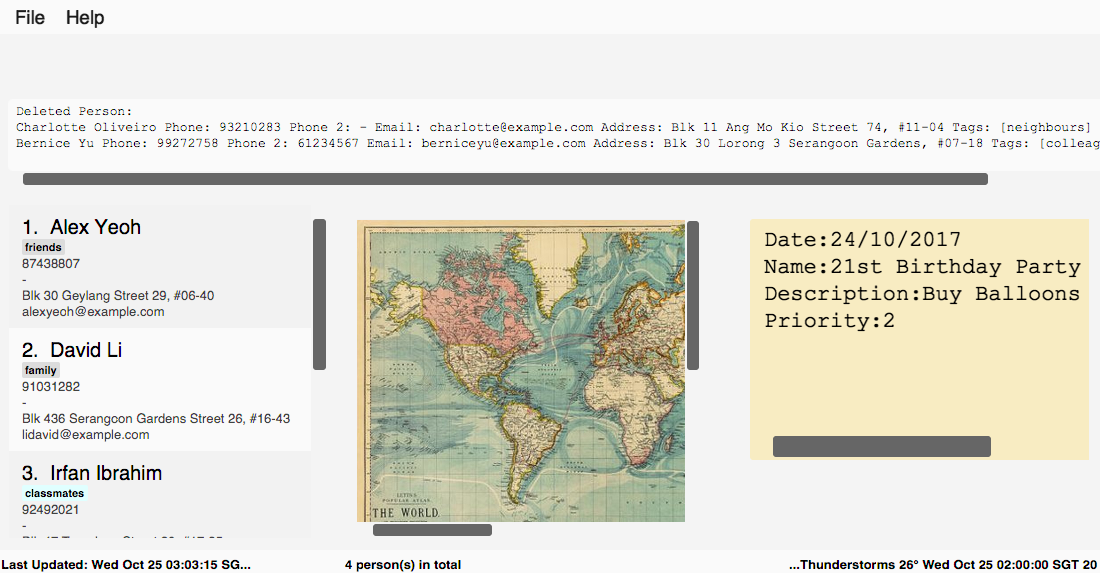 File Help
Deleted Person:
Charlotte Oliveiro Phone: 93210283 Phone 2: - Email: charlotte@example.com Address: Blk 11 Ang Mo Kio Street 74, #11-04 Tags: [neighbours]
Bernice Yu Phone: 99272758 Phone 2: 61234567 Email: berniceyu@example.com Address: Blk 30 Lorong 3 Serangoon Gardens, #07-18 Tags: [colleag
1. Alex Yeoh
friends
87438807
-
Blk 30 Geylang Street 29, #06-40
alexyeoh@example.com
2. David Li
family
91031282
-
Blk 436 Serangoon Gardens Street 26, #16-43
lidavid@example.com
3. Irfan Ibrahim
classmates
92492021
-
LETTS'S
POPULAR ATLAS.
THE WORLD.
Date:24/10/2017
Name:21st Birthday Party
Description:Buy Balloons
Priority:2
Last Updated: Wed Oct 25 03:03:15 SG...
4 person(s) in total
...Thunderstorms 26° Wed Oct 25 02:00:00 SGT 20